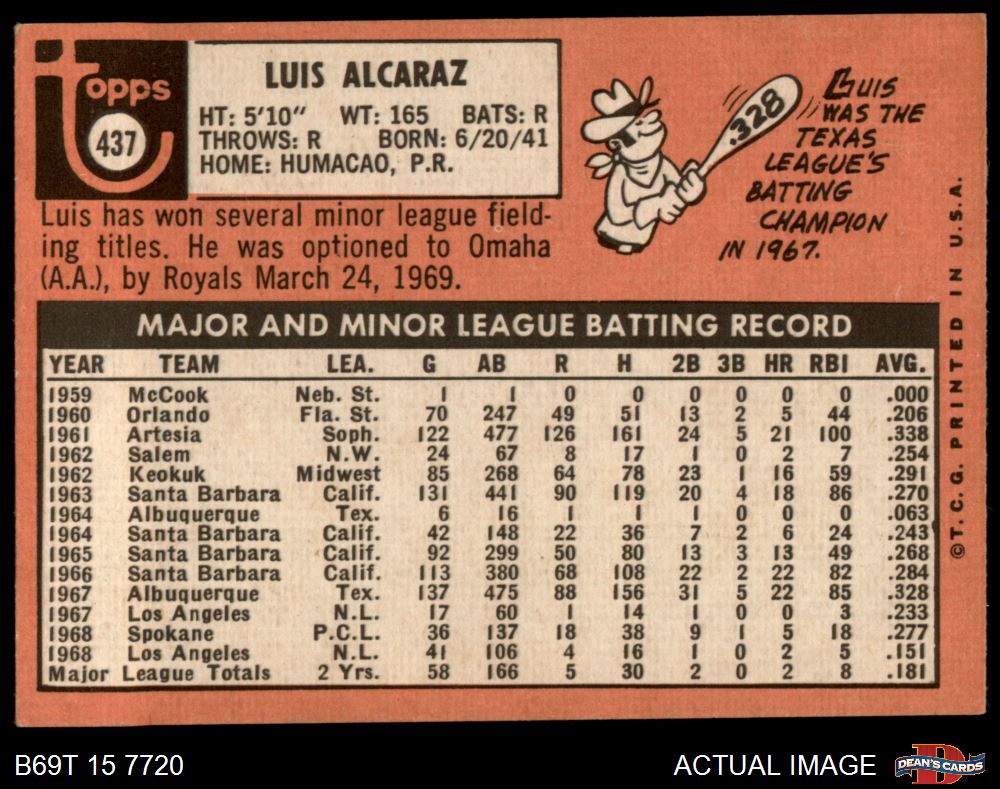 Topps
437
LUIS ALCARAZ
HT: 5'10" WT: 165 BATS: R
THROWS: R BORN: 6/20/41
HOME: HUMACAO, P.R.
Luis has won several minor league field-
ing titles. He was optioned to Omaha
(A.A.), by Royals March 24, 1969.
.328
LUIS
WAS THE
TEXAS
LEAGUE'S
BATTING
CHAMPION
IN 1967.
MAJOR AND MINOR LEAGUE BATTING RECORD
YEAR TEAM LEA. G AB R H 2B 3B HR RBI AVG.
1959 McCook Neb. St. 1 1 0 0 0 0 0 0 .000
1960 Orlando Fla. St. 70 247 49 51 13 2 5 44 .206
1961 Artesia Soph. 122 477 126 161 24 5 21 100 .338
1962 Salem N.W. 24 67 8 17 1 0 2 7 .254
1962 Keokuk Midwest 85 268 64 78 23 1 16 59 .291
1963 Santa Barbara Calif. 131 441 90 119 20 4 18 86 .270
1964 Albuquerque Tex. 6 16 1 1 1 0 0 0 .063
1964 Santa Barbara Calif. 42 148 22 36 7 2 6 24 .243
1965 Santa Barbara Calif. 92 299 50 80 13 3 13 49 .268
1966 Santa Barbara Calif. 113 380 68 108 22 2 22 82 .284
1967 Albuquerque Tex. 137 475 88 156 31 5 22 85 .328
1967 Los Angeles N.L. 17 60 1 14 1 0 0 3 .233
1968 Spokane P.C.L. 36 137 18 38 9 1 5 18 .277
1968 Los Angeles N.L. 41 106 4 16 1 0 2 5 .151
Major League Totals 2 Yrs. 58 166 5 30 2 0 2 8 .181
© T. C. G. PRINTED IN U.S.A.
B69T 15 7720
ACTUAL IMAGE
D
DEAN'S CARDS